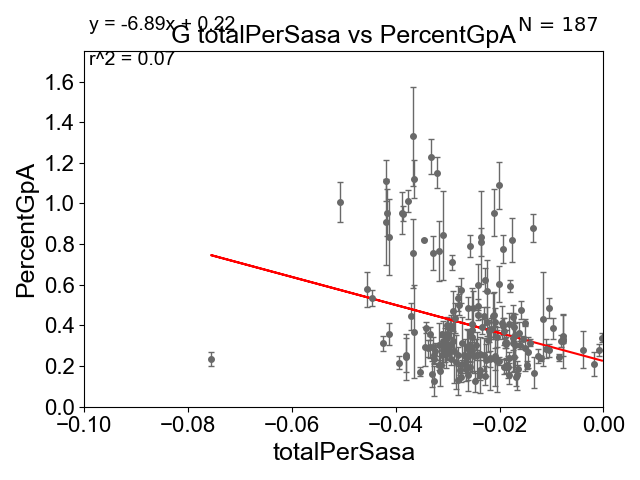 y = -6.89x + 0.22
N = 187
G totalPerSasa vs PercentGpA
r^2 = 0.07
PercentGpA
1.6
1.4
1.2
1.0
0.8
0.6
0.4
0.2
0.0
−0.10 −0.08 −0.06 −0.04 −0.02 0.00
totalPerSasa